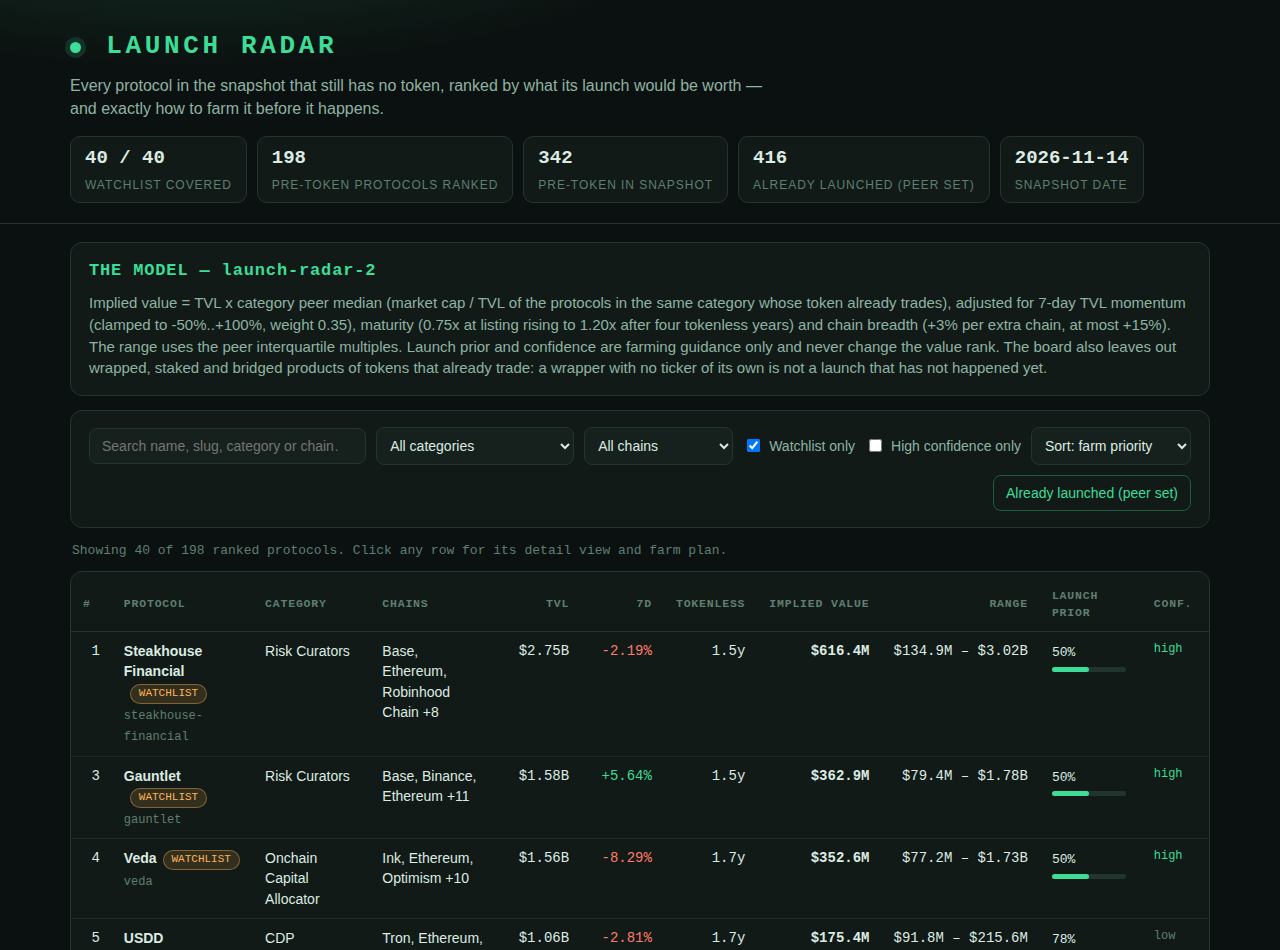 LAUNCH RADAR
Every protocol in the snapshot that still has no token, ranked by what its launch would be worth —
and exactly how to farm it before it happens.
40 / 40
WATCHLIST COVERED
198
PRE-TOKEN PROTOCOLS RANKED
342
PRE-TOKEN IN SNAPSHOT
416
ALREADY LAUNCHED (PEER SET)
2026-11-14
SNAPSHOT DATE
THE MODEL — launch-radar-2
Implied value = TVL x category peer median (market cap / TVL of the protocols in the same category whose token already trades), adjusted for 7-day TVL momentum
(clamped to -50%..+100%, weight 0.35), maturity (0.75x at listing rising to 1.20x after four tokenless years) and chain breadth (+3% per extra chain, at most +15%).
The range uses the peer interquartile multiples. Launch prior and confidence are farming guidance only and never change the value rank. The board also leaves out
wrapped, staked and bridged products of tokens that already trade: a wrapper with no ticker of its own is not a launch that has not happened yet.
Search name, slug, category or chain.
All categories
All chains
Watchlist only
High confidence only
Sort: farm priority
Already launched (peer set)
Showing 40 of 198 ranked protocols. Click any row for its detail view and farm plan.
# PROTOCOL CATEGORY CHAINS TVL 7D TOKENLESS IMPLIED VALUE RANGE LAUNCH PRIOR CONF.
1 Steakhouse Risk Curators Base, $2.75B -2.19% 1.5y $616.4M $134.9M – $3.02B 50% high
Financial Ethereum,
WATCHLIST Robinhood
steakhouse- Chain +8
financial
3 Gauntlet Risk Curators Base, Binance, $1.58B +5.64% 1.5y $362.9M $79.4M – $1.78B 50% high
WATCHLIST Ethereum +11
gauntlet
4 Veda WATCHLIST Onchain Ink, Ethereum, $1.56B -8.29% 1.7y $352.6M $77.2M – $1.73B 50% high
veda Capital Optimism +10
Allocator
5 USDD CDP Tron, Ethereum, $1.06B -2.81% 1.7y $175.4M $91.8M – $215.6M 78% low